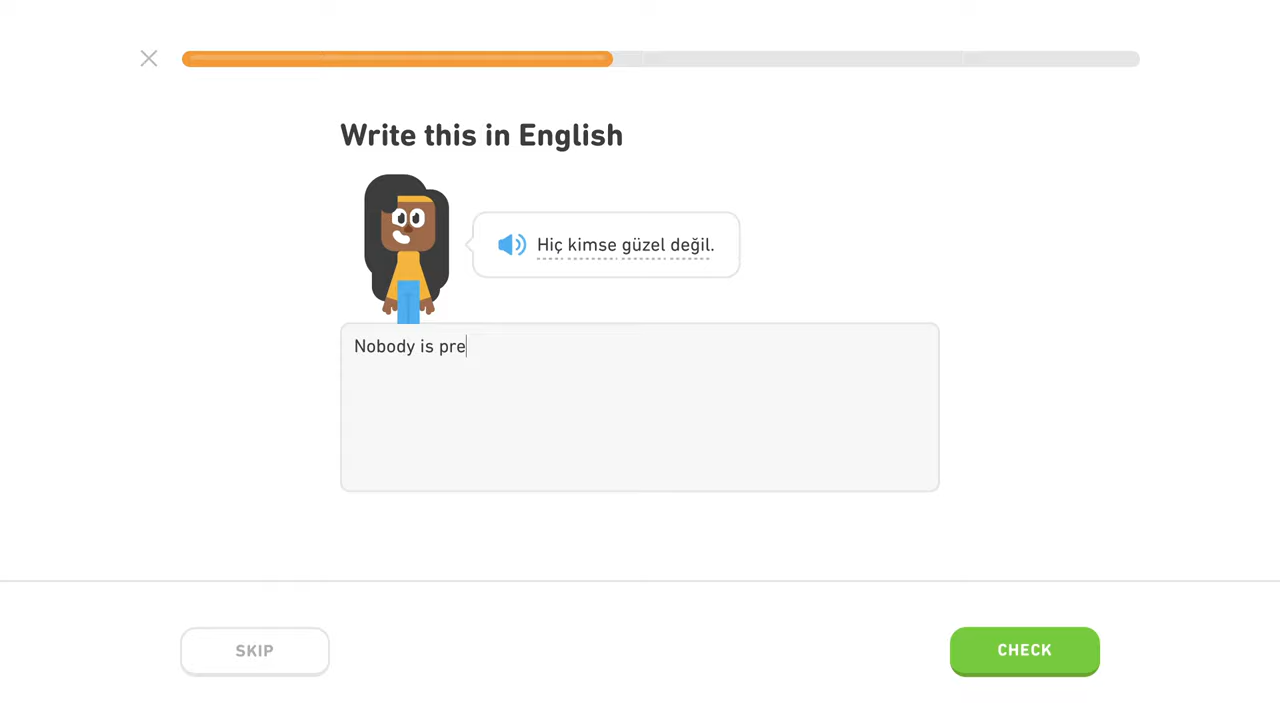 Write this in English
Hiç kimse güzel değil.
Nobody is pre
SKIP
CHECK